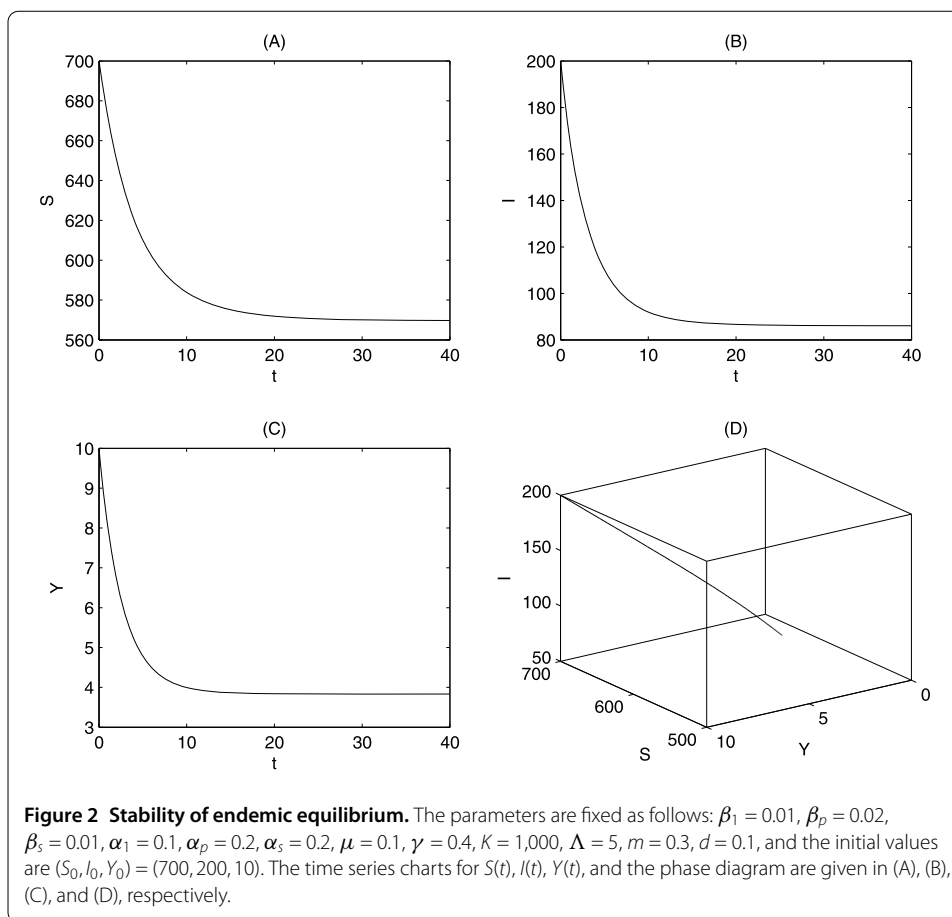 (A)
700
680
660
640
620
600
580
560
S
0 10 20 30 40
t
(B)
200
180
160
140
120
100
80
I
0 10 20 30 40
t
(C)
10
9
8
7
6
5
4
3
Y
0 10 20 30 40
t
(D)
200
150
100
50
I
700
600
500
S
10
5
0
Y
Figure 2 Stability of endemic equilibrium. The parameters are fixed as follows: β₁ = 0.01, βₚ = 0.02,
βₛ = 0.01, α₁ = 0.1, αₚ = 0.2, αₛ = 0.2, μ = 0.1, γ = 0.4, K = 1,000, Λ = 5, m = 0.3, d = 0.1, and the initial values
are (S₀, I₀, Y₀) = (700, 200, 10). The time series charts for S(t), I(t), Y(t), and the phase diagram are given in (A), (B),
(C), and (D), respectively.